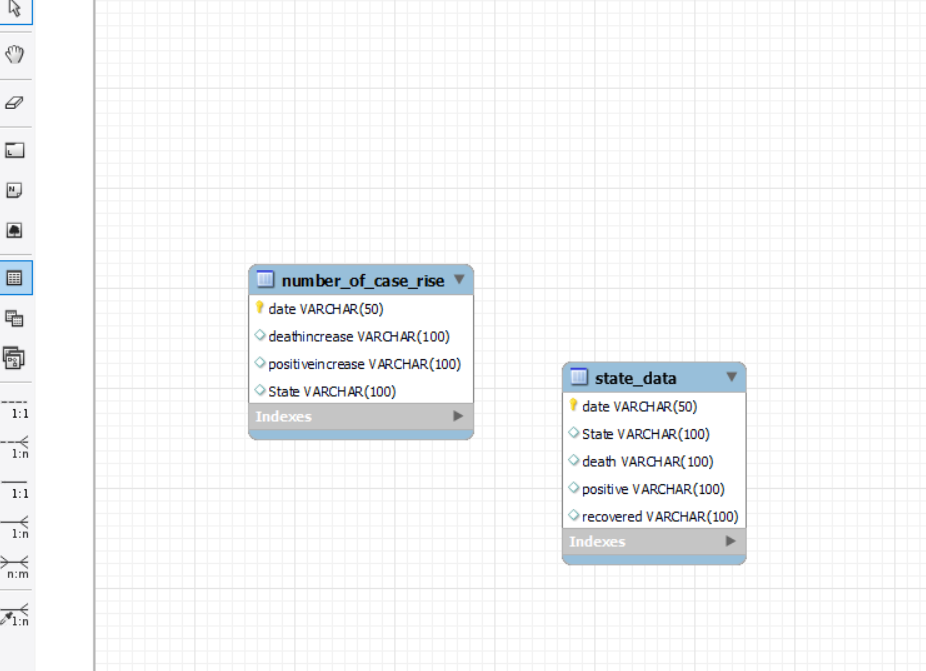 number_of_case_rise
date VARCHAR(50)
deathincrease VARCHAR(100)
positiveincrease VARCHAR(100)
State VARCHAR(100)
Indexes
state_data
date VARCHAR(50)
State VARCHAR(100)
death VARCHAR(100)
positive VARCHAR(100)
recovered VARCHAR(100)
Indexes
1:1
1:n
1:1
1:n
n:m
1:n